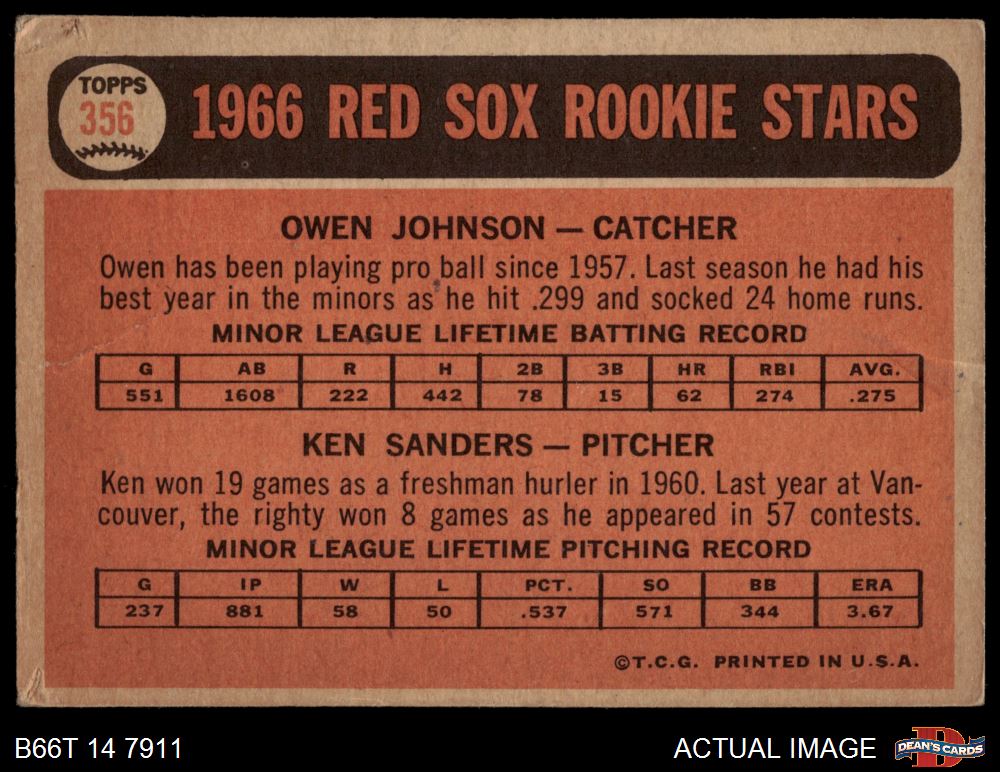 TOPPS
356
1966 RED SOX ROOKIE STARS
OWEN JOHNSON — CATCHER
Owen has been playing pro ball since 1957. Last season he had his
best year in the minors as he hit .299 and socked 24 home runs.
MINOR LEAGUE LIFETIME BATTING RECORD
G AB R H 2B 3B HR RBI AVG.
551 1608 222 442 78 15 62 274 .275
KEN SANDERS — PITCHER
Ken won 19 games as a freshman hurler in 1960. Last year at Van-
couver, the righty won 8 games as he appeared in 57 contests.
MINOR LEAGUE LIFETIME PITCHING RECORD
G IP W L PCT. SO BB ERA
237 881 58 50 .537 571 344 3.67
©T.C.G. PRINTED IN U.S.A.
B66T 14 7911
ACTUAL IMAGE
D
DEAN'S CARDS